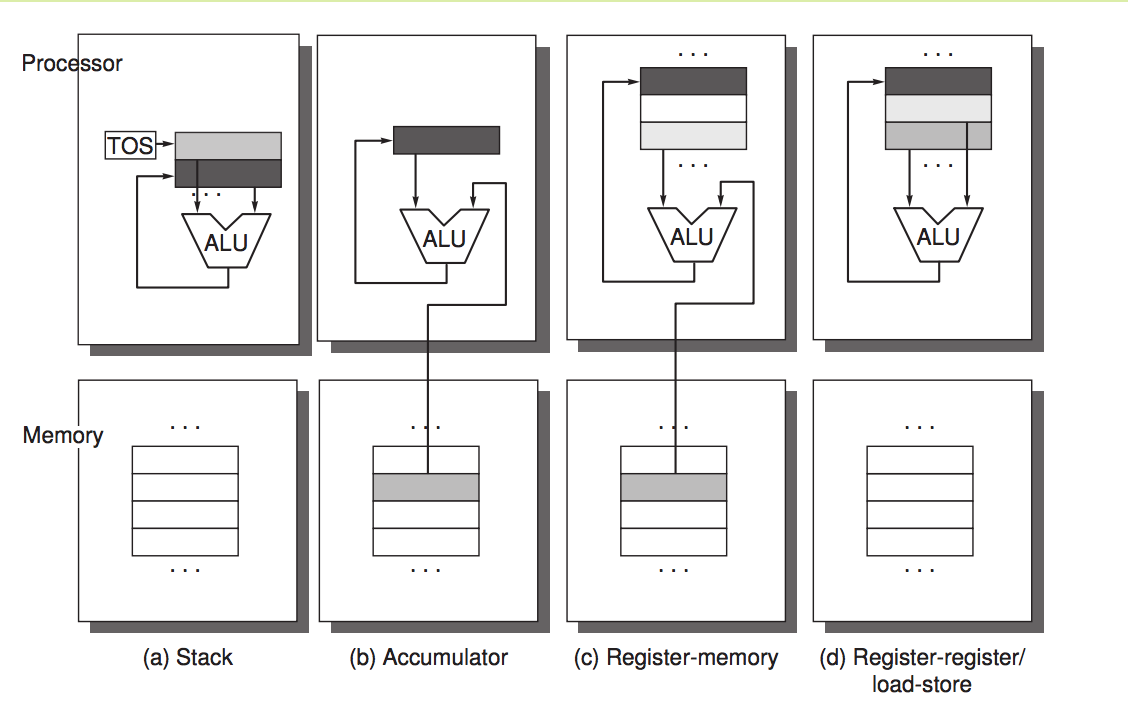 Processor
TOS
. . .
ALU
ALU
. . .
. . .
ALU
. . .
. . .
ALU
Memory
. . .
. . .
. . .
. . .
. . .
. . .
. . .
. . .
(a) Stack
(b) Accumulator
(c) Register-memory
(d) Register-register/
load-store